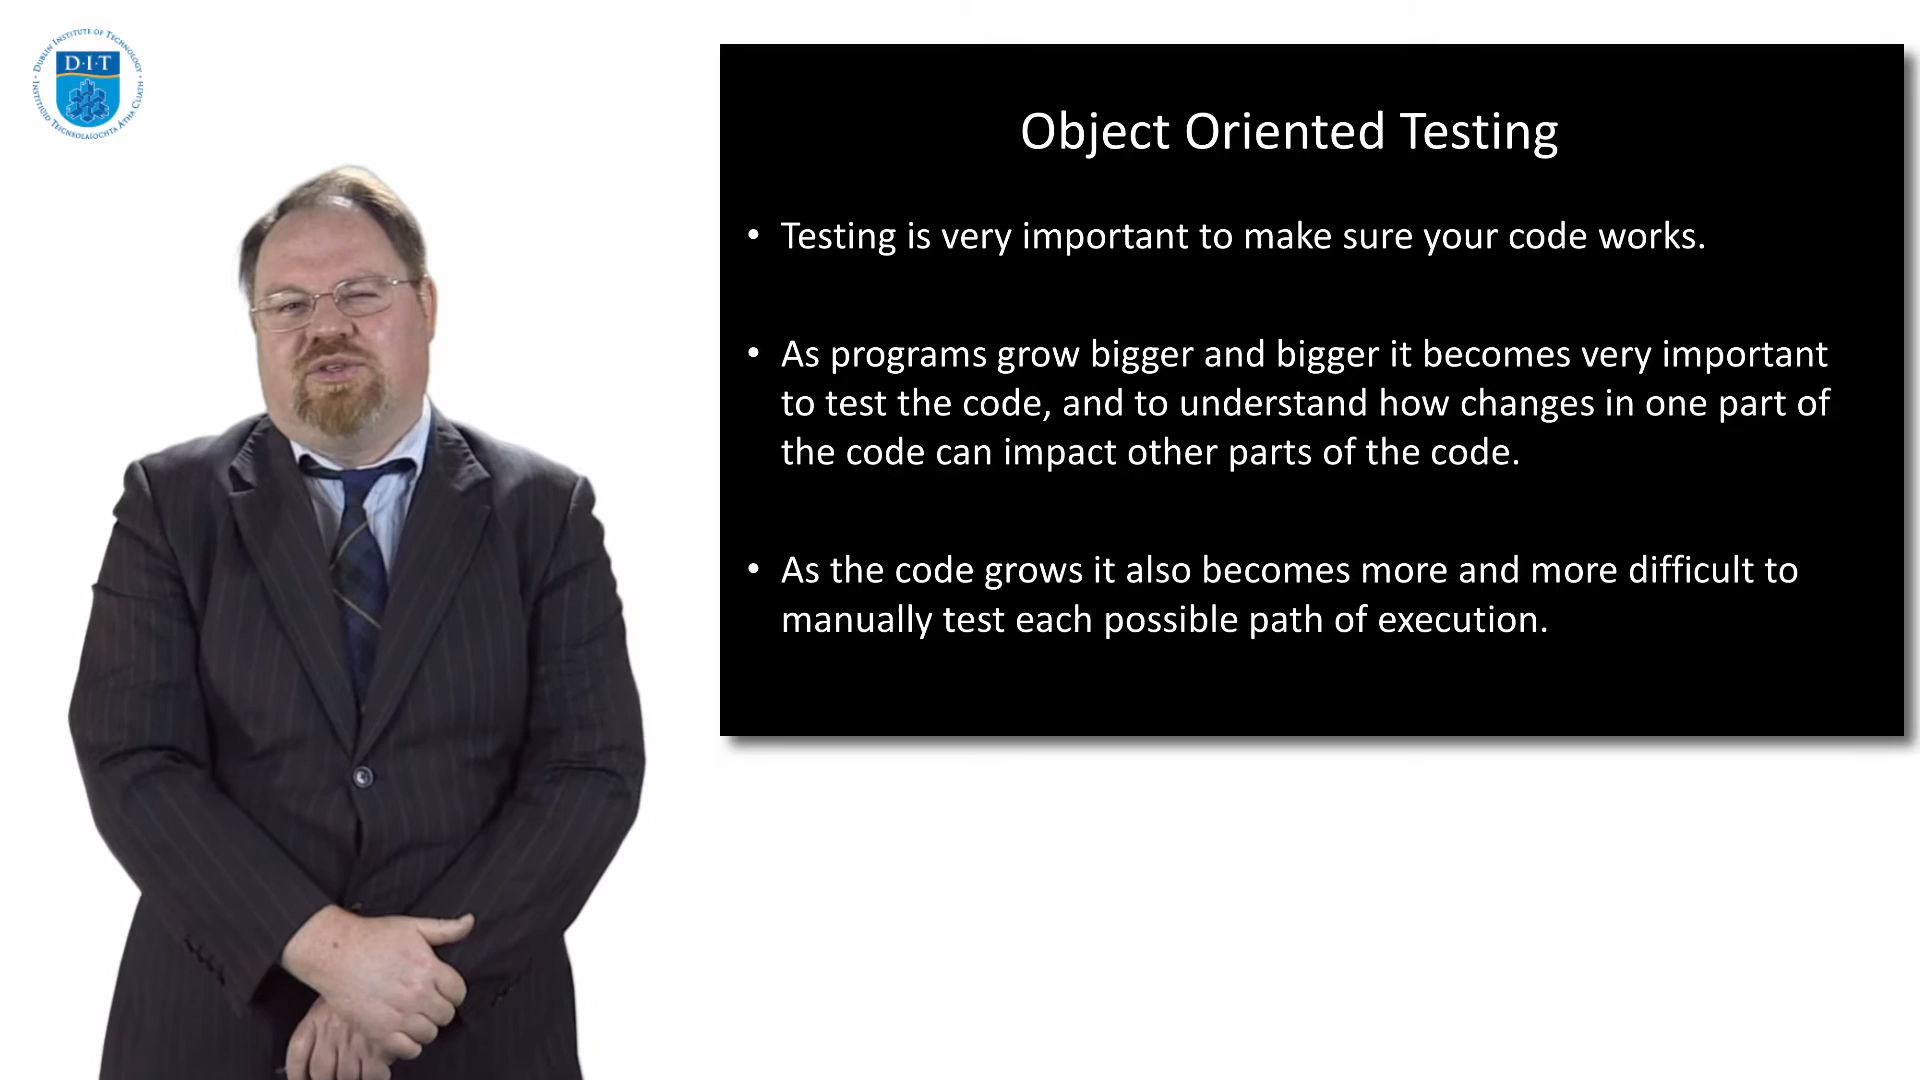 DUBLIN INSTITUTE OF TECHNOLOGY
D·I·T
INSTITIÚID TEICNEOLAÍOCHTA ÁTHA CLIATH
Object Oriented Testing
• Testing is very important to make sure your code works.
• As programs grow bigger and bigger it becomes very important
to test the code, and to understand how changes in one part of
the code can impact other parts of the code.
• As the code grows it also becomes more and more difficult to
manually test each possible path of execution.